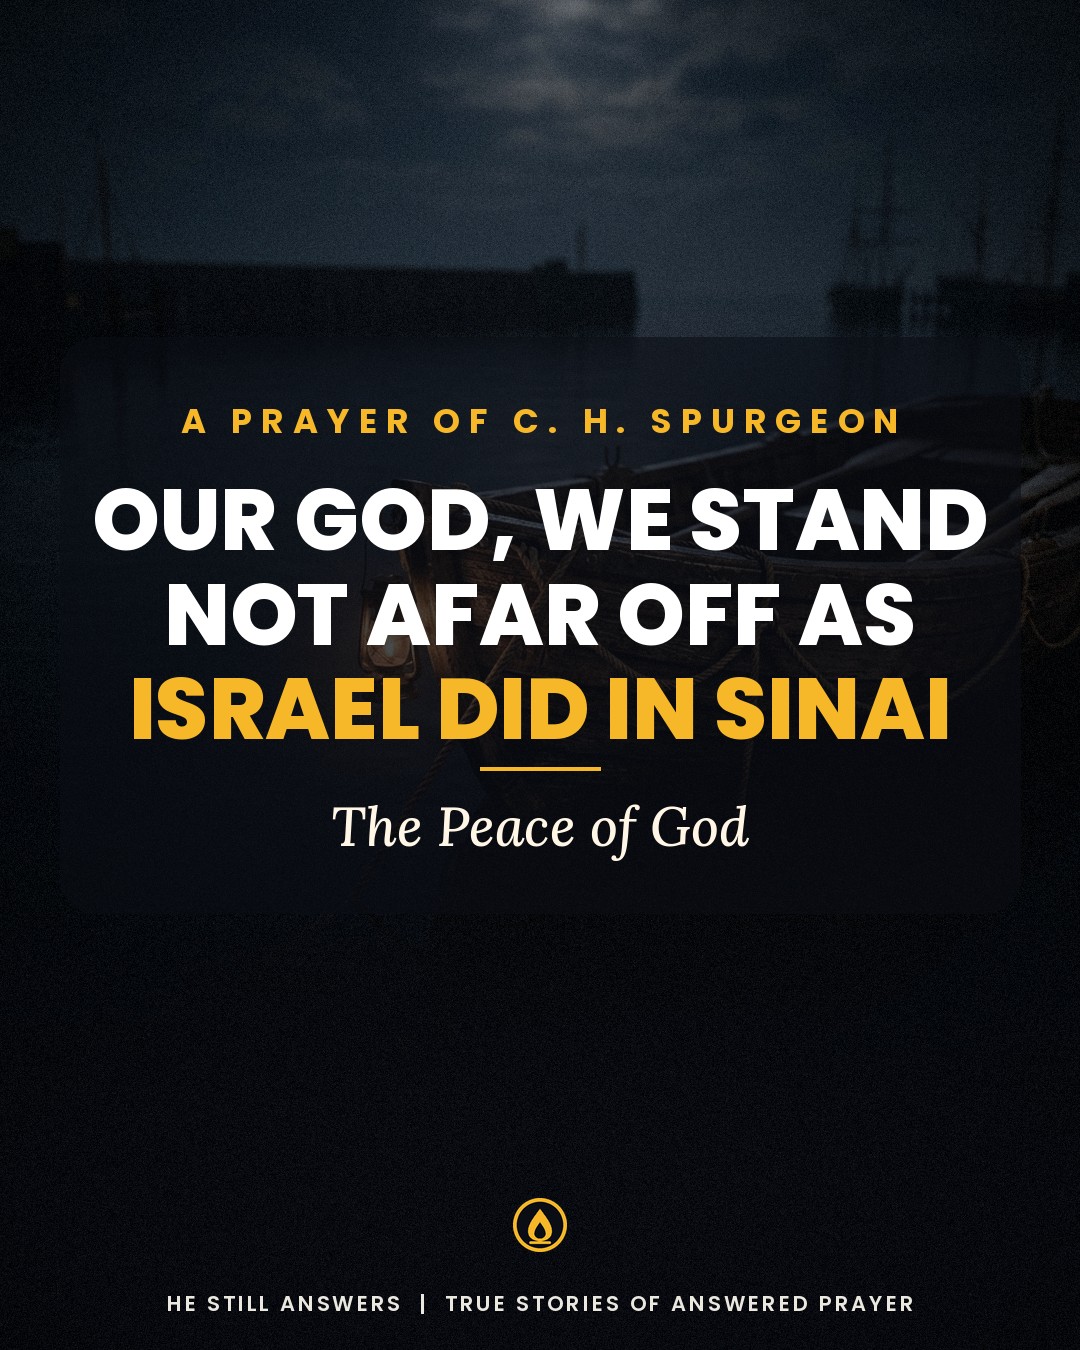 A PRAYER OF C. H. SPURGEON
OUR GOD, WE STAND
NOT AFAR OFF AS
ISRAEL DID IN SINAI
The Peace of God
HE STILL ANSWERS | TRUE STORIES OF ANSWERED PRAYER